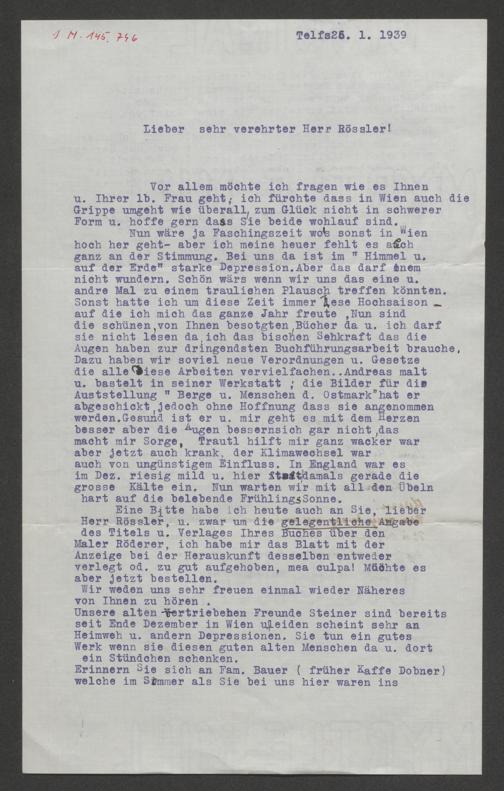 J.N. 145.746
Telfs26. 1. 1939
Lieber sehr verehrter Herr Rössler!
Vor allem möchte ich fragen wie es Ihnen
u. Ihrer lb. Frau geht, ich fürchte dass in Wien auch die
Grippe umgeht wie überall, zum Glück nicht in schwerer
Form u. hoffe gern dass Sie beide wohlauf sind.
Nun wäre ja Faschingszeit wos sonst in Wien
hoch her geht- aber ich meine heuer fehlt es auch
ganz an der Stimmung. Bei uns da ist im " Himmel u.
auf der Erde" starke Depression.Aber das darf enem
nicht wundern. Schön wärs wenn wir uns das eine u.
andre Mal zu einem traulichen Plausch treffen könnten.
Sonst hatte ich um diese Zeit immer Lese Hochsaison -
auf die ich mich das ganze Jahr freute ,Nun sind
die schünen,von Ihnen besotgten,Bücher da u. ich darf
sie nicht lesen da ich das bischen Sehkraft das die
Augen haben zur dringendsten Buchführungsarbeit brauche,
Dazu haben wir soviel neue Verordnungen u. Gesetze
die alle diese Arbeiten vervielfachen..Andreas malt
u. bastelt in seiner Werkstatt ; die Bilder für die
Auststellung " Berge u. Menschen d. Ostmark"hat er
abgeschickt jedoch ohne Hoffnung dass sie angenommen
werden.Gesund ist er u. mir geht es mit dem Herzen
besser aber die Augen bessernsich gar nicht,das
macht mir Sorge, Trautl hilft mir ganz wacker war
aber jetzt auch krank, der Klimawechsel war
auch von ungünstigem Einfluss. In England war es
im Dez. riesig mild u. hier damals gerade die
grosse Kälte ein. Nun warten wir mit all den Übeln
hart auf die belebende FrühlingsSonne.
Eine Bitte habe ich heute auch an Sie, lieber
Herr Rössler, u. zwar um die gelegentliche Angabe
des Titels u. Verlages Ihres Buches über den
Maler Röderer, ich habe mir das Blatt mit der
Anzeige bei der Herauskunft desselben entweder
verlegt od. zu gut aufgehoben, mea culpa! Möchte es
aber jetzt bestellen.
Wir weden uns sehr freuen einmal wieder Näheres
von Ihnen zu hören .
Unsere alten Vertriebehen Freunde Steiner sind bereits
seit Ende Dezember in Wien uleiden scheint sehr an
Heimweh u. andern Depressionen. Sie tun ein gutes
Werk wenn sie diesen guten alten Menschen da u. dort
ein Stündchen schenken.
Erinnern Sie sich an Fam. Bauer ( früher Kaffe Dobner)
welche im Sommer als Sie bei uns hier waren ins